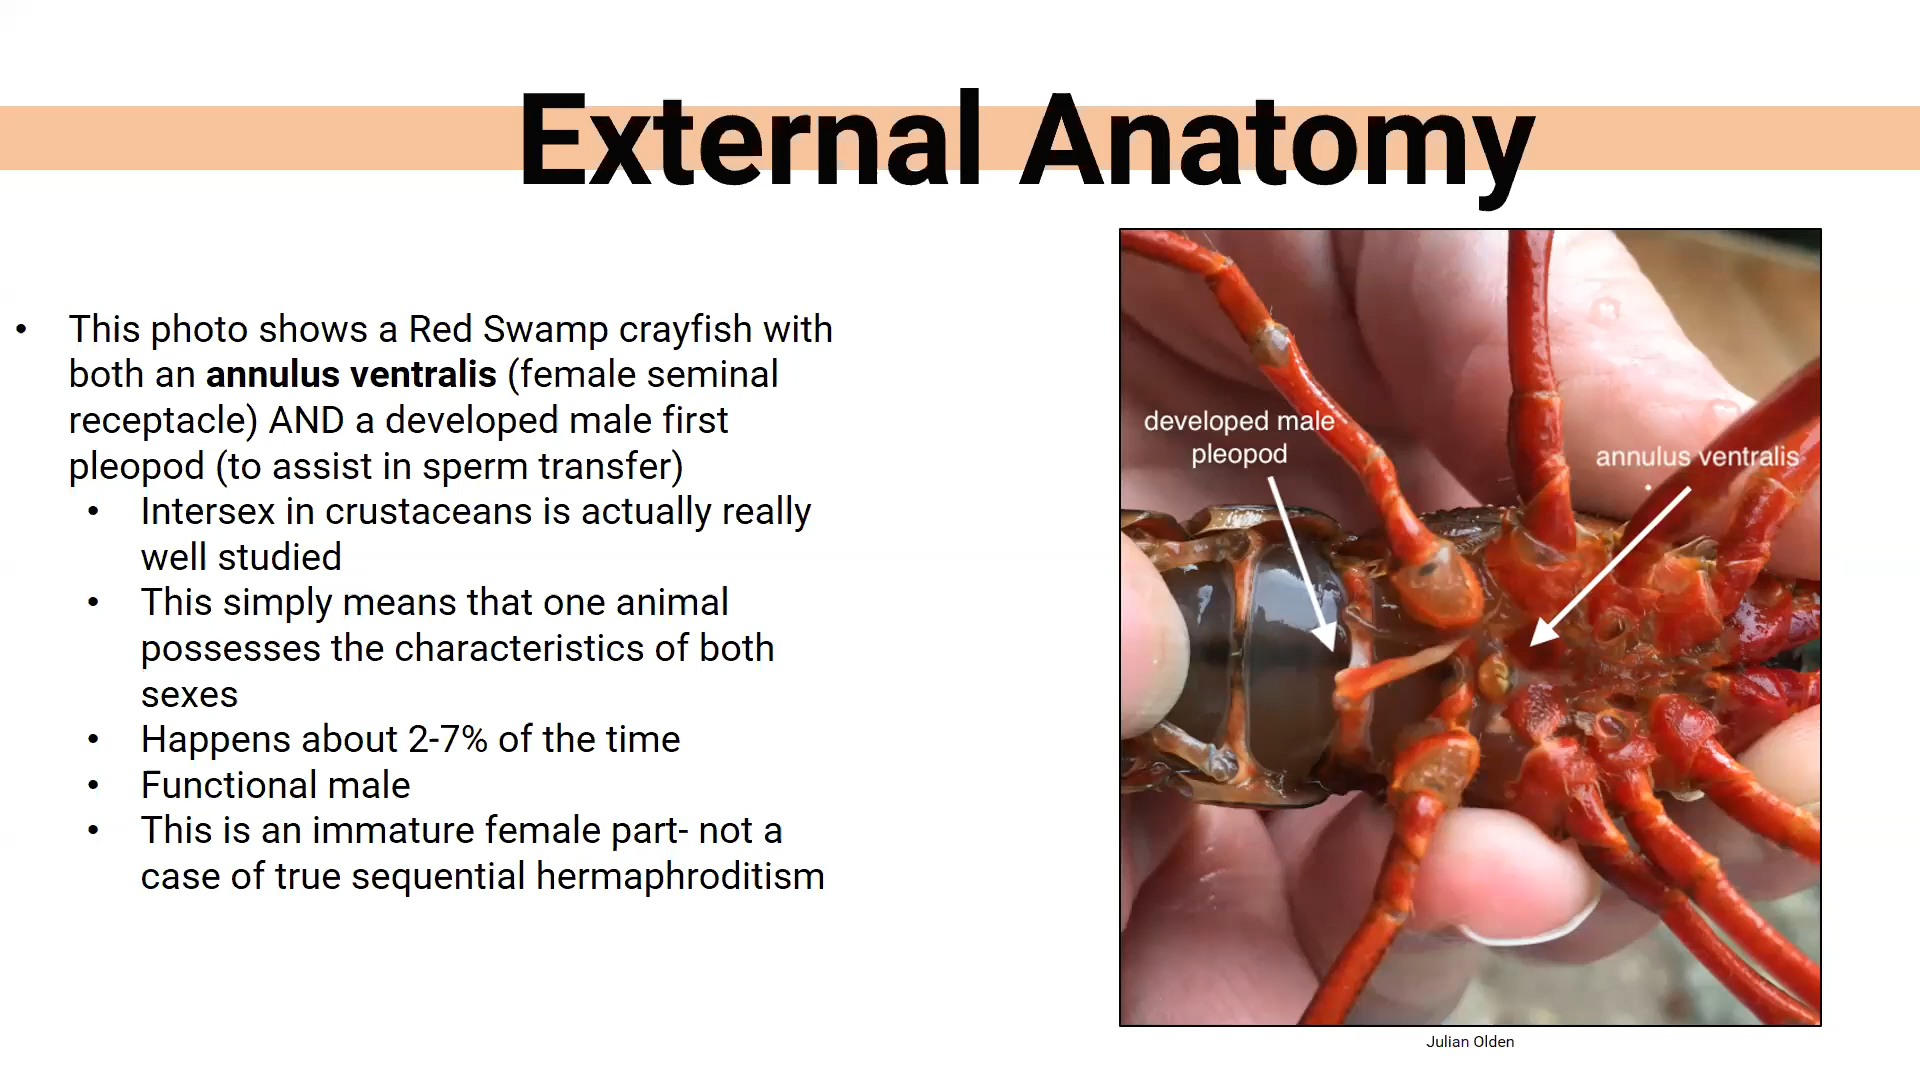 External Anatomy
• This photo shows a Red Swamp crayfish with
both an annulus ventralis (female seminal
receptacle) AND a developed male first
pleopod (to assist in sperm transfer)
• Intersex in crustaceans is actually really
well studied
• This simply means that one animal
possesses the characteristics of both
sexes
• Happens about 2-7% of the time
• Functional male
• This is an immature female part- not a
case of true sequential hermaphroditism
developed male
pleopod
annulus ventralis
Julian Olden